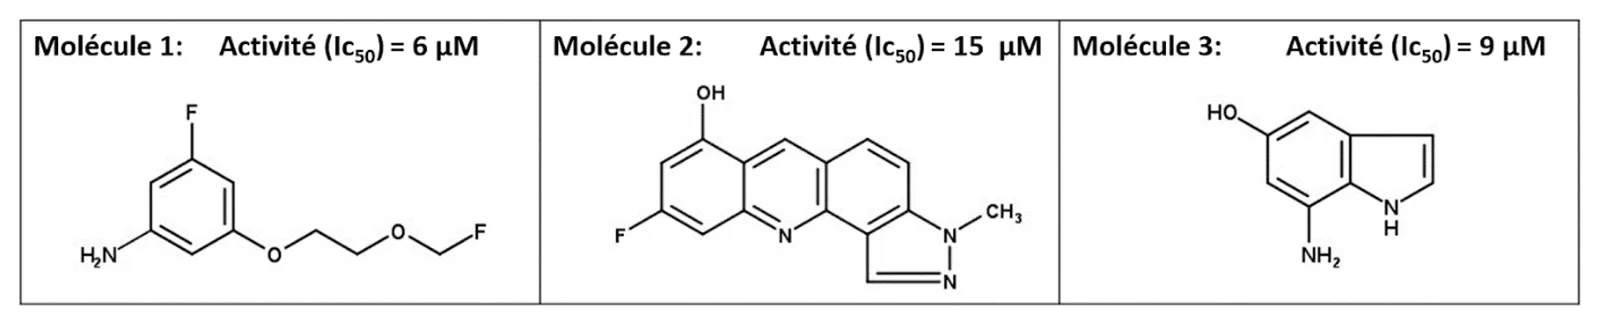 Molécule 1: Activité (Ic50) = 6 µM
F
H2N
O
O
F
Molécule 2: Activité (Ic50) = 15 µM
OH
F
N
N
CH3
N
Molécule 3: Activité (Ic50) = 9 µM
HO
N
H
NH2